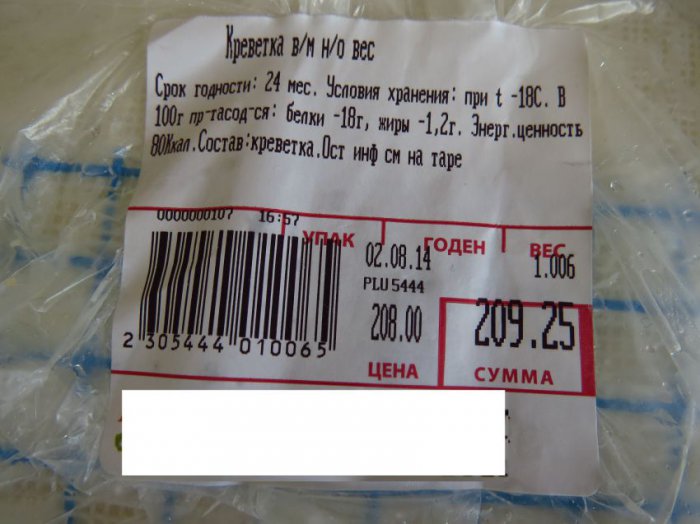 Креветка в/м н/о вес
Срок годности: 24 мес. Условия хранения: при t -18С. В
100г пр-тасод-ся: белки -18г, жиры -1,2г. Энерг.ценность
80Ккал.Состав:креветка.Ост инф см на таре
0000000107 16:57
УПАК ГОДЕН ВЕС
02.08.14 1.006
PLU5444
208.00 209.25
2 305444 010065
ЦЕНА СУММА